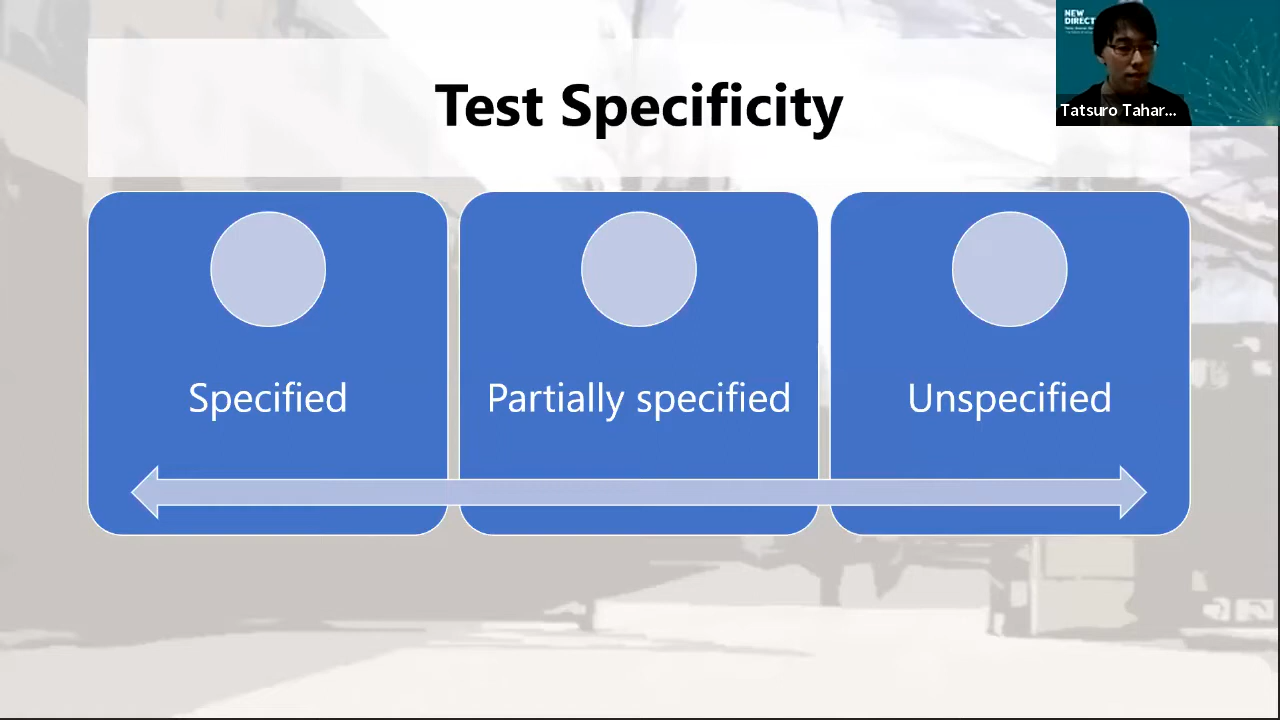 Test Specificity
NEW
DIRECT
Tatsuro Tahar...
Specified
Partially specified
Unspecified